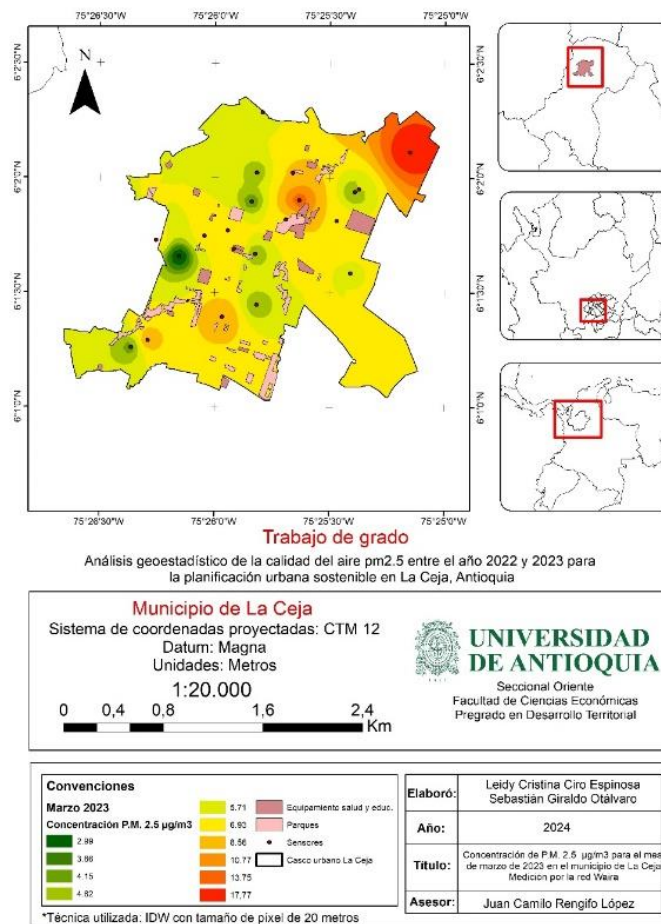 75°26'30"W 75°26'0"W 75°25'30"W 75°25'0"W
N
6°2'30"N 6°2'30"N
6°2'0"N 6°2'0"N
6°1'30"N 6°1'30"N
6°1'0"N 6°1'0"N
75°26'30"W 75°26'0"W 75°25'30"W 75°25'0"W
Trabajo de grado
Análisis geoestadístico de la calidad del aire pm2.5 entre el año 2022 y 2023 para
la planificación urbana sostenible en La Ceja, Antioquia
Municipio de La Ceja
Sistema de coordenadas proyectadas: CTM 12
Datum: Magna
Unidades: Metros
1:20.000
0 0,4 0,8 1,6 2,4
Km
UNIVERSIDAD
DE ANTIOQUIA
Seccional Oriente
Facultad de Ciencias Económicas
Pregrado en Desarrollo Territorial
Convenciones
Marzo 2023
Concentración P.M. 2.5 µg/m3
2.99
3.86
4.15
4.82
5.71
6.93
8.56
10.77
13.75
17,77
Equipamiento salud y educ.
Parques
Sensores
Casco urbano La Ceja
Elaboró:
Leidy Cristina Ciro Espinosa
Sebastián Giraldo Otálvaro
Año:
2024
Título:
Concentración de P.M. 2.5 µg/m3 para el mes
de marzo de 2023 en el municipio de La Ceja
Medición por la red Waira
Asesor:
Juan Camilo Rengifo López
*Técnica utilizada: IDW con tamaño de pixel de 20 metros